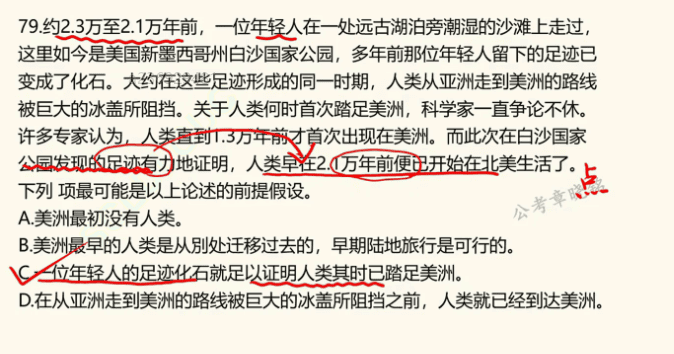 79.约2.3万至2.1万年前，一位年轻人在一处远古湖泊旁潮湿的沙滩上走过，
这里如今是美国新墨西哥州白沙国家公园，多年前那位年轻人留下的足迹已
变成了化石。大约在这些足迹形成的同一时期，人类从亚洲走到美洲的路线
被巨大的冰盖所阻挡。关于人类何时首次踏足美洲，科学家一直争论不休。
许多专家认为，人类直到1.3万年前才首次出现在美洲。而此次在白沙国家
公园发现的足迹有力地证明，人类早在2.1万年前便已开始在北美生活了。
下列 项最可能是以上论述的前提假设。
点
公考章晓铭
A.美洲最初没有人类。
B.美洲最早的人类是从别处迁移过去的，早期陆地旅行是可行的。
C.一位年轻人的足迹化石就足以证明人类其时已踏足美洲。
D.在从亚洲走到美洲的路线被巨大的冰盖所阻挡之前，人类就已经到达美洲。